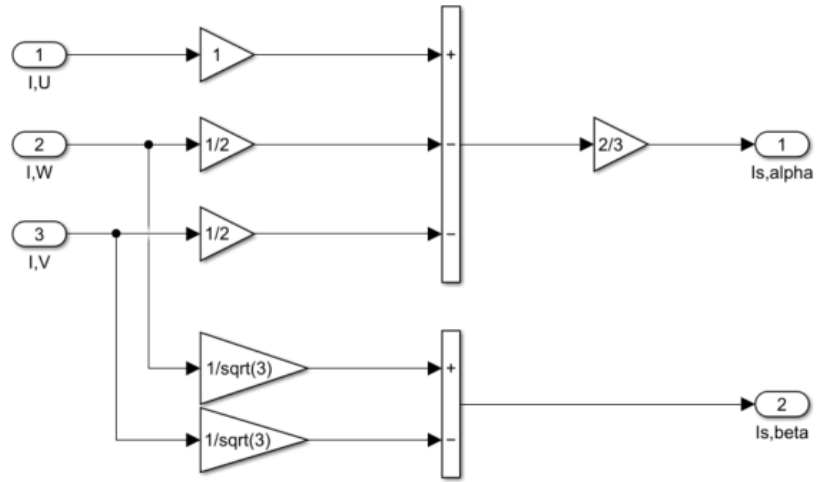 1
I,U
1
+
2
I,W
1/2
−
2/3
1
Is,alpha
3
I,V
1/2
−
1/sqrt(3)
+
1/sqrt(3)
−
2
Is,beta